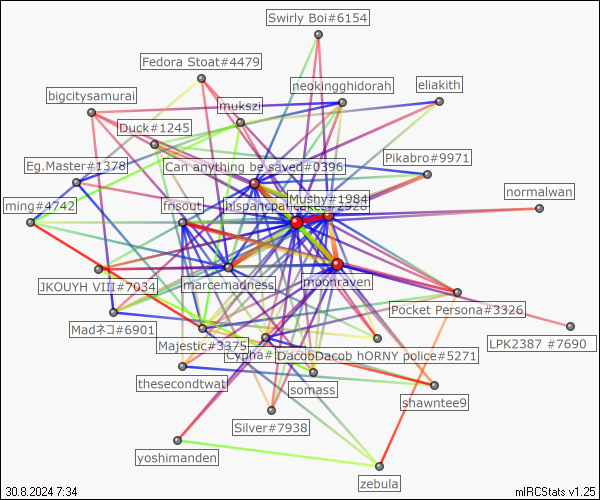 Swirly Boi#6154
Fedora Stoat#4479
neokingghidorah
eliakith
bigcitysamurai
mukszi
Duck#1245
Pikabro#9971
Eg.Master#1378
Can anything be saved#0396
normalwan
Mushy#1984
ming#4742
frisout
hispancpancakes#2928
JKOUYH VIII#7034
marcemadness
moonraven
Pocket Persona#3326
Madネコ#6901
Majestic#3375
LPK2387 #7690
Cypha#
DacobDacob hORNY police#5271
thesecondtwat
somass
shawntee9
Silver#7938
yoshimanden
zebula
30.8.2024 7:34
mIRCStats v1.25